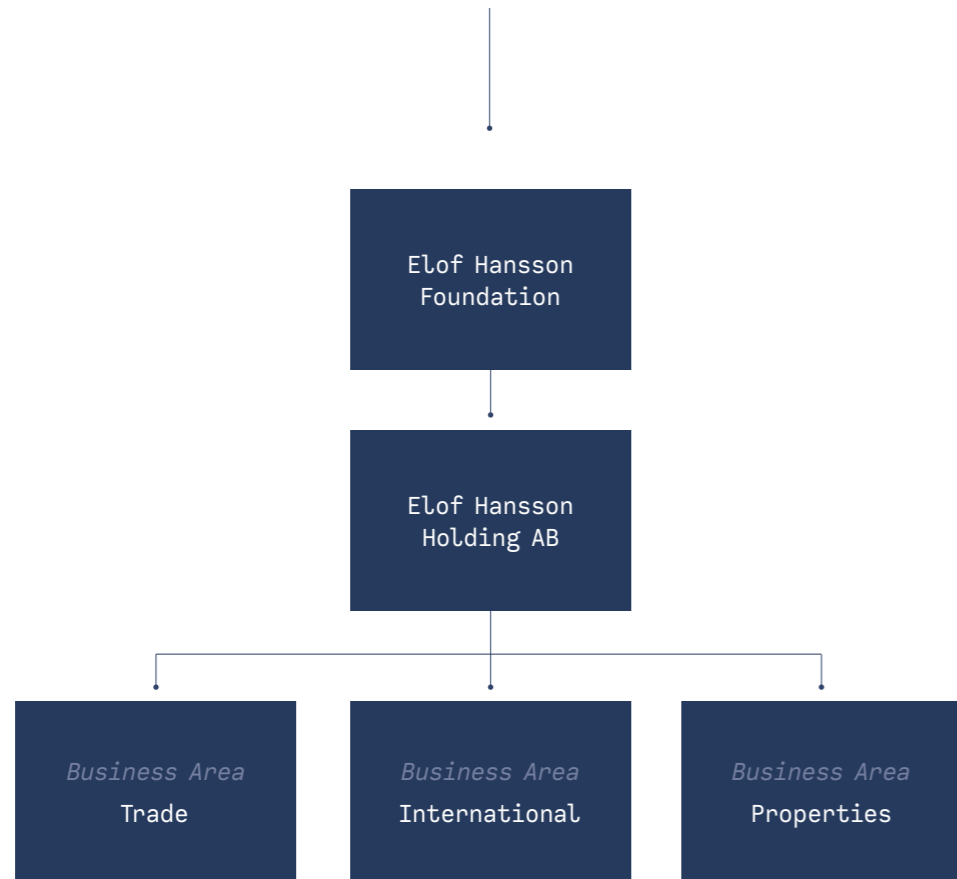 Elof Hansson
Foundation
Elof Hansson
Holding AB
Business Area
Trade
Business Area
International
Business Area
Properties